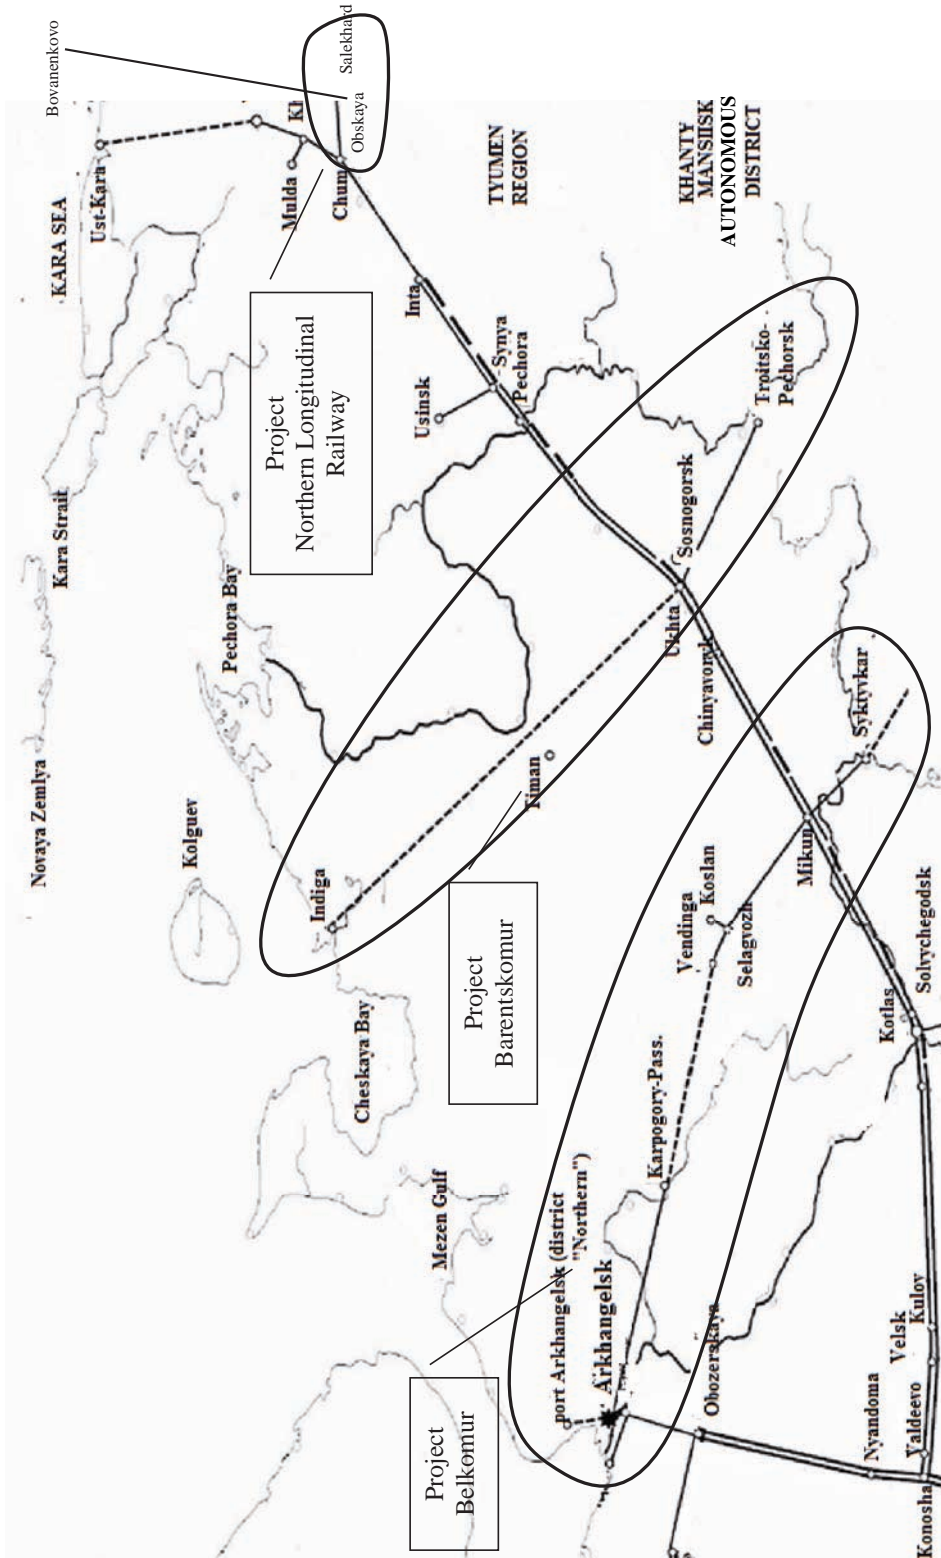 Bovanenkovo
Salekhard
Obskaya
KARA SEA
Ust-Kara
Mulda
Chum
TYUMEN
REGION
KHANTY
MANSIISK
AUTONOMOUS
DISTRICT
Inta
Synya
Pechora
Usinsk
Troitsko-
Pechorsk
Project
Northern Longitudinal
Railway
Kara Strait
Pechora Bay
Sosnogorsk
Ukhta
Chinyavoryk
Syktyvkar
Novaya Zemlya
Kolguev
Timan
Indiga
Mikun
Koslan
Vendinga
Selagvozh
Project
Barentskomur
Cheskaya Bay
Solvychegodsk
Kotlas
Karpogory-Pass.
Mezen Gulf
port Arkhangelsk (district
"Northern")
Arkhangelsk
Obozerskaya
Kuloy
Velsk
Valdeevo
Nyandoma
Konosha
Project
Belkomur